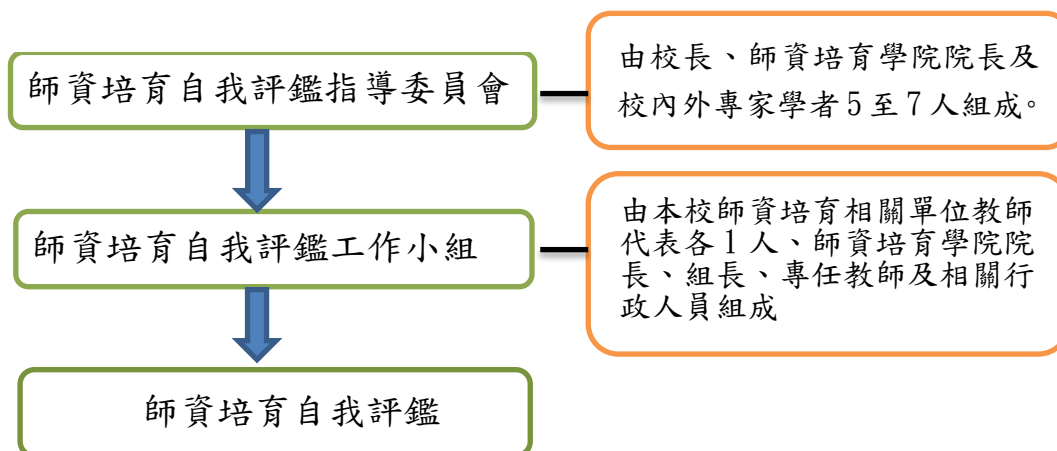 師資培育自我評鑑指導委員會
由校長、師資培育學院院長及
校內外專家學者5至7人組成。
師資培育自我評鑑工作小組
由本校師資培育相關單位教師
代表各1人、師資培育學院院
長、組長、專任教師及相關行
政人員組成
師資培育自我評鑑